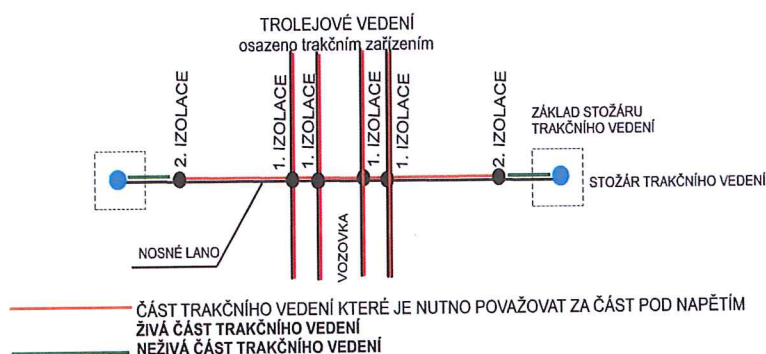 TROLEJOVÉ VEDENÍ
osazeno trakčním zařízením
2. IZOLACE
1. IZOLACE
1. IZOLACE
1. IZOLACE
1. IZOLACE
2. IZOLACE
ZÁKLAD STOŽÁRU
TRAKČNÍHO VEDENÍ
STOŽÁR TRAKČNÍHO VEDENÍ
NOSNÉ LANO
VOZOVKA
ČÁST TRAKČNÍHO VEDENÍ KTERÉ JE NUTNO POVAŽOVAT ZA ČÁST POD NAPĚTÍM
ŽIVÁ ČÁST TRAKČNÍHO VEDENÍ
NEŽIVÁ ČÁST TRAKČNÍHO VEDENÍ